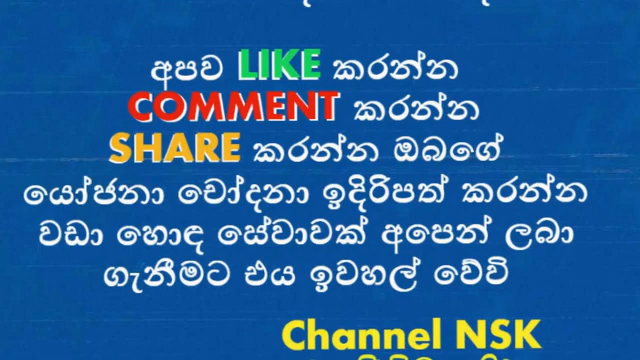 අපව LIKE කරන්න
COMMENT කරන්න
SHARE කරන්න ඔබගේ
යෝජනා චෝදනා ඉදිරිපත් කරන්න
වඩා හොඳ සේවාවක් අපෙන් ලබා
ගැනීමට එය ඉවහල් වේවි
Channel NSK